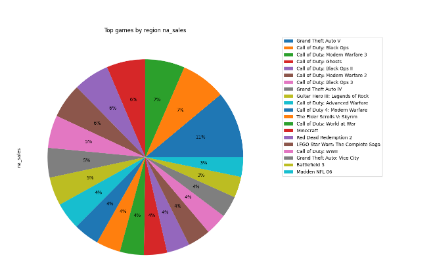 Top games by region na_sales
na_sales
11%
7%
7%
6%
6%
6%
5%
5%
5%
4%
4%
4%
4%
4%
4%
4%
4%
4%
3%
3%
Grand Theft Auto V
Call of Duty: Black Ops
Call of Duty: Modern Warfare 3
Call of Duty: Ghosts
Call of Duty: Black Ops II
Call of Duty: Modern Warfare 2
Call of Duty: Black Ops 3
Grand Theft Auto IV
Guitar Hero III: Legends of Rock
Call of Duty: Advanced Warfare
Call of Duty 4: Modern Warfare
The Elder Scrolls V: Skyrim
Call of Duty: World at War
Minecraft
Red Dead Redemption 2
LEGO Star Wars: The Complete Saga
Call of Duty: WWII
Grand Theft Auto: Vice City
Battlefield 3
Madden NFL 06